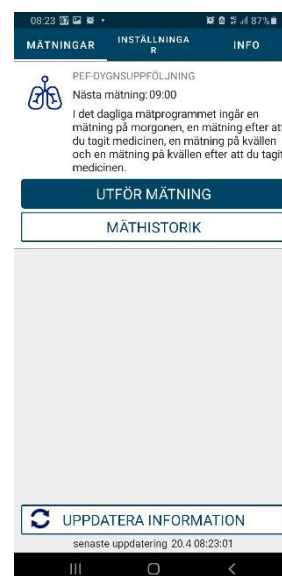 08:23 87%
MÄTNINGAR INSTÄLLNINGA INFO
R
PEF-DYGNSUPPFÖLJNING
Nästa mätning: 09:00
I det dagliga mätprogrammet ingår en
mätning på morgonen, en mätning efter att
du tagit medicinen, en mätning på kvällen
och en mätning på kvällen efter att du tagit
medicinen.
UTFÖR MÄTNING
MÄTHISTORIK
UPPDATERA INFORMATION
senaste uppdatering 20.4 08:23:01